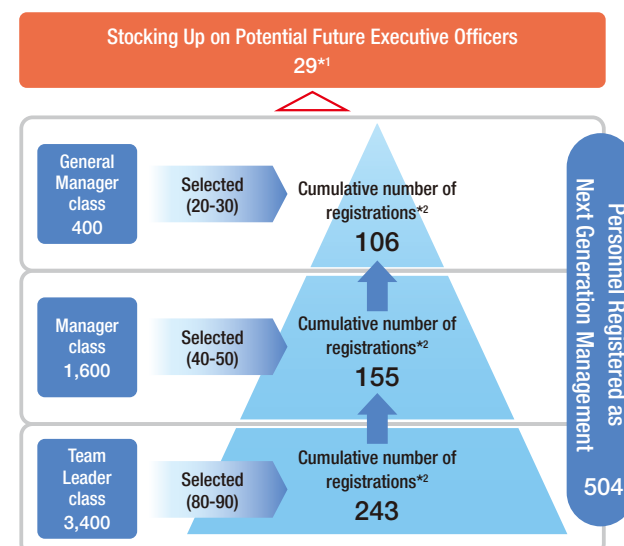 Stocking Up on Potential Future Executive Officers
29*1
General
Manager
class
400
Selected
(20-30)
Cumulative number of
registrations*2
106
Manager
class
1,600
Selected
(40-50)
Cumulative number of
registrations*2
155
Team
Leader
class
3,400
Selected
(80-90)
Cumulative number of
registrations*2
243
Personnel Registered as
Next Generation Management
504